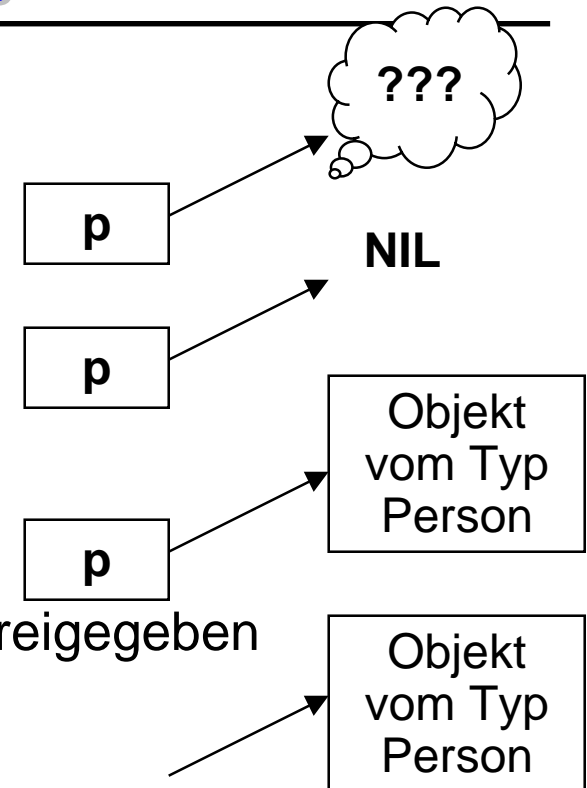 ???
p
NIL
p
Objekt
vom Typ
Person
p
reigegeben
Objekt
vom Typ
Person